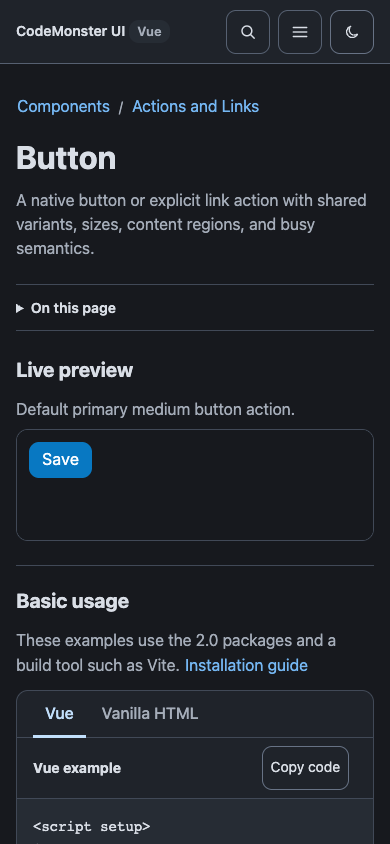 CodeMonster UI Vue
Components / Actions and Links
Button
A native button or explicit link action with shared
variants, sizes, content regions, and busy
semantics.
On this page
Live preview
Default primary medium button action.
Save
Basic usage
These examples use the 2.0 packages and a
build tool such as Vite. Installation guide
Vue Vanilla HTML
Vue example Copy code
<script setup>